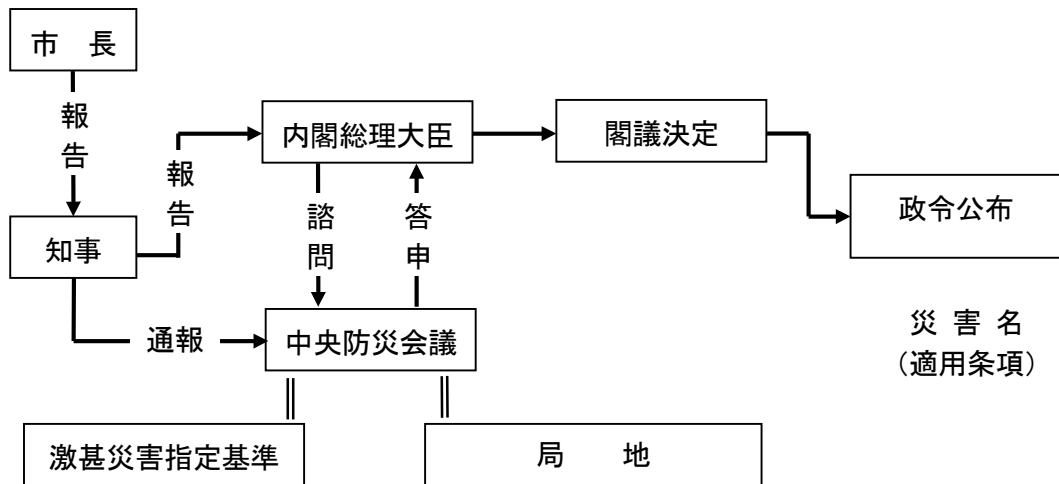 市 長
報告
内閣総理大臣
閣議決定
報告
諮問
答申
政令公布
知事
通報
中央防災会議
災 害 名
（適用条項）
激甚災害指定基準
局 地